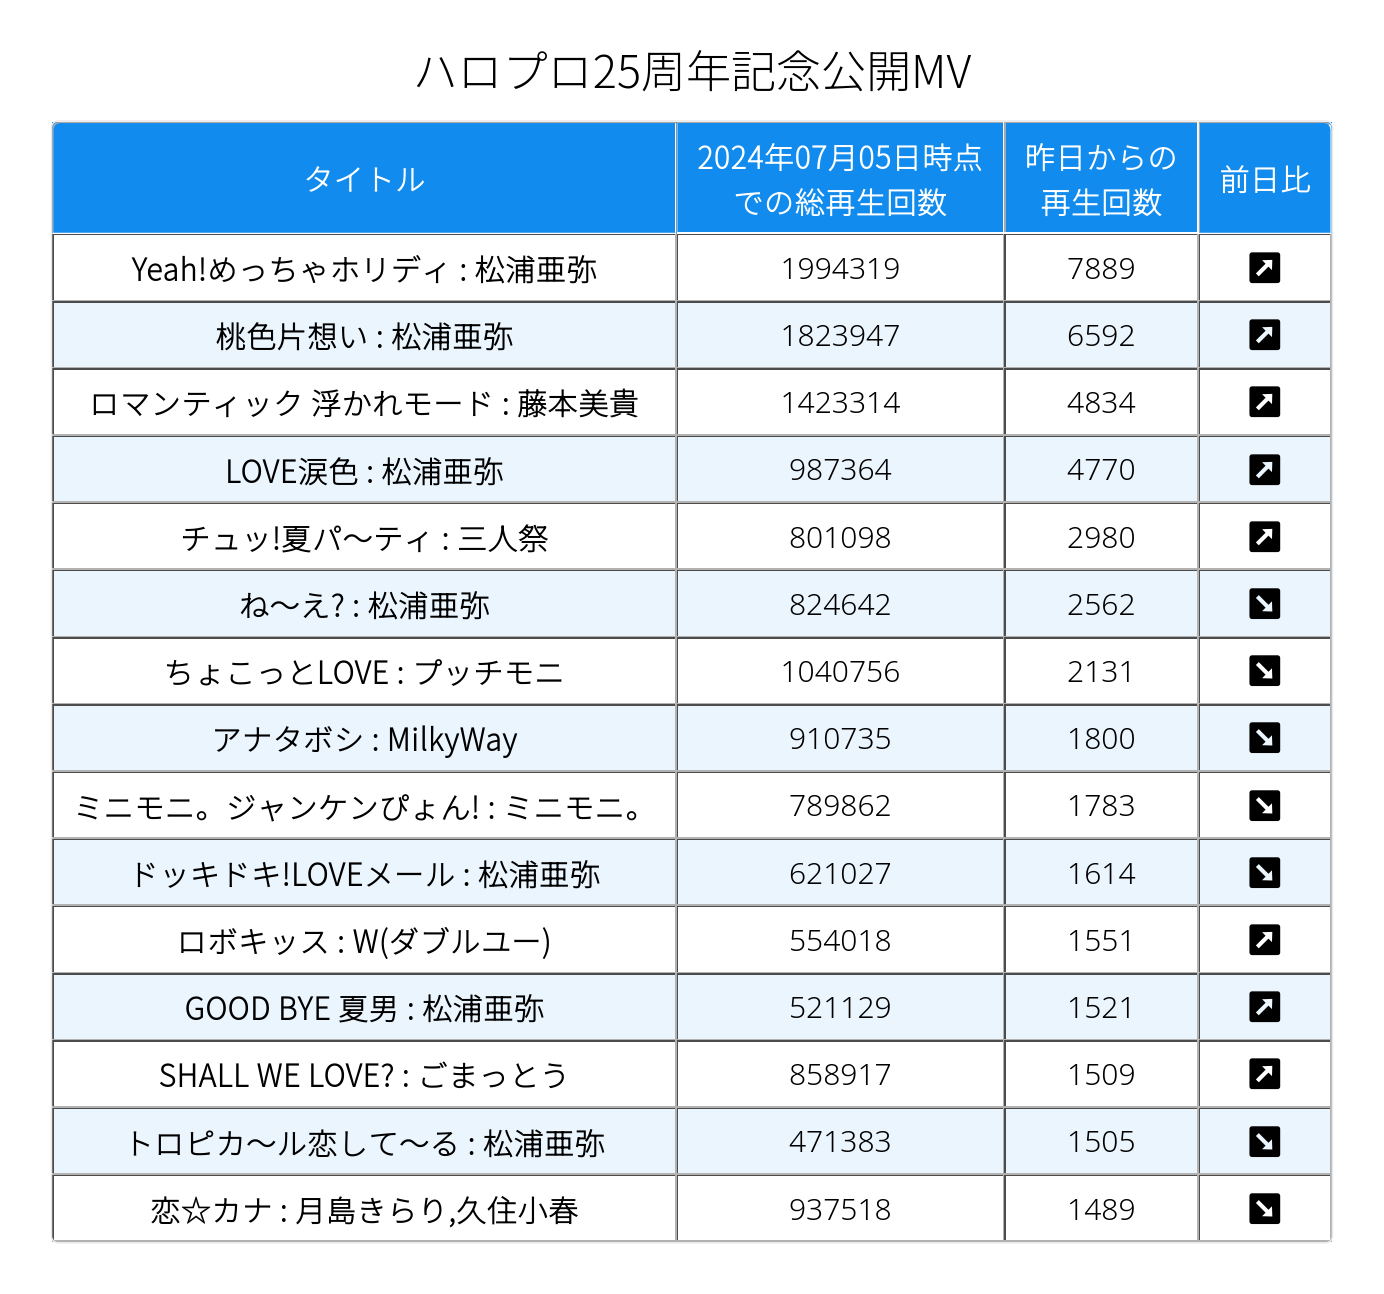 ハロプロ25周年記念公開MV
タイトル 2024年07月05日時点での総再生回数 昨日からの再生回数 前日比
Yeah!めっちゃホリディ : 松浦亜弥 1994319 7889 ↗
桃色片想い : 松浦亜弥 1823947 6592 ↗
ロマンティック 浮かれモード : 藤本美貴 1423314 4834 ↗
LOVE涙色 : 松浦亜弥 987364 4770 ↗
チュッ!夏パ〜ティ : 三人祭 801098 2980 ↗
ね〜え? : 松浦亜弥 824642 2562 ↘
ちょこっとLOVE : プッチモニ 1040756 2131 ↘
アナタボシ : MilkyWay 910735 1800 ↘
ミニモニ。ジャンケンぴょん! : ミニモニ。 789862 1783 ↘
ドッキドキ!LOVEメール : 松浦亜弥 621027 1614 ↘
ロボキッス : W(ダブルユー) 554018 1551 ↗
GOOD BYE 夏男 : 松浦亜弥 521129 1521 ↗
SHALL WE LOVE? : ごまっとう 858917 1509 ↗
トロピカ〜ル恋して〜る : 松浦亜弥 471383 1505 ↘
恋☆カナ : 月島きらり,久住小春 937518 1489 ↘